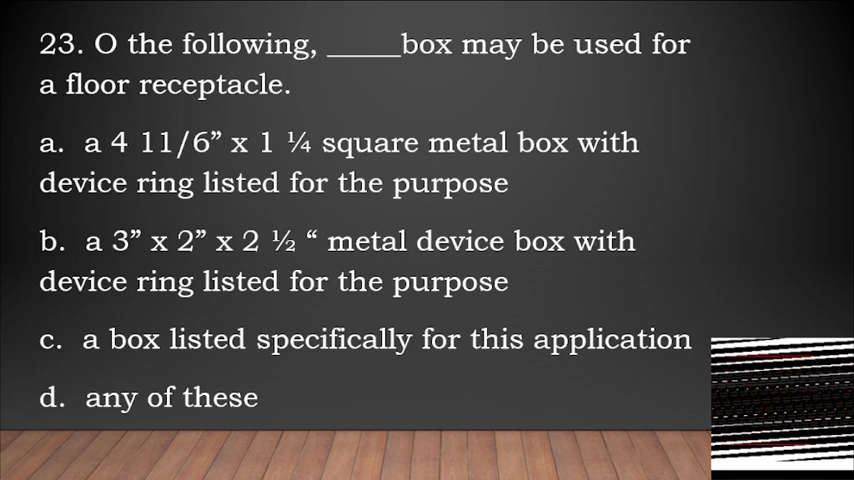 23. O the following, _____box may be used for
a floor receptacle.
a. a 4 11/6” x 1 ¼ square metal box with
device ring listed for the purpose
b. a 3” x 2” x 2 ½ “ metal device box with
device ring listed for the purpose
c. a box listed specifically for this application
d. any of these